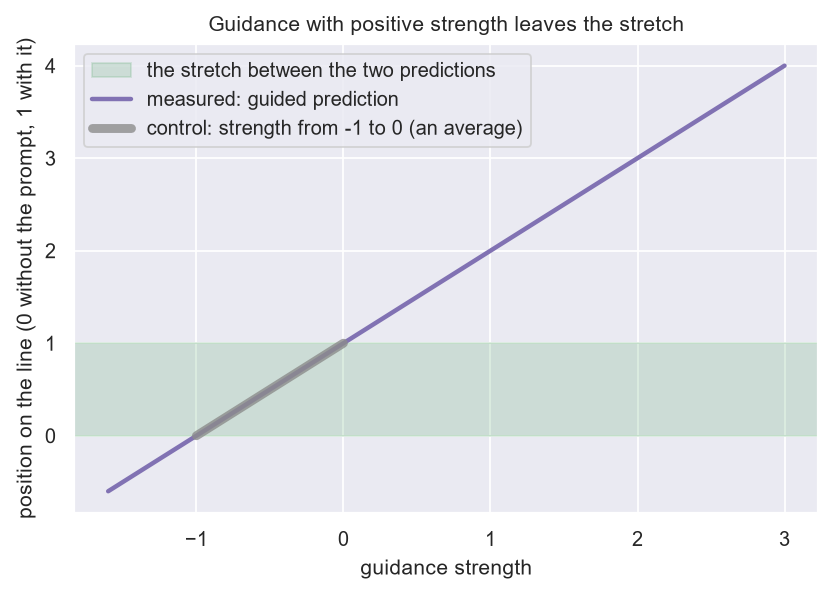 Guidance with positive strength leaves the stretch
the stretch between the two predictions
measured: guided prediction
control: strength from -1 to 0 (an average)
position on the line (0 without the prompt, 1 with it)
4
3
2
1
0
−1
0
1
2
3
guidance strength